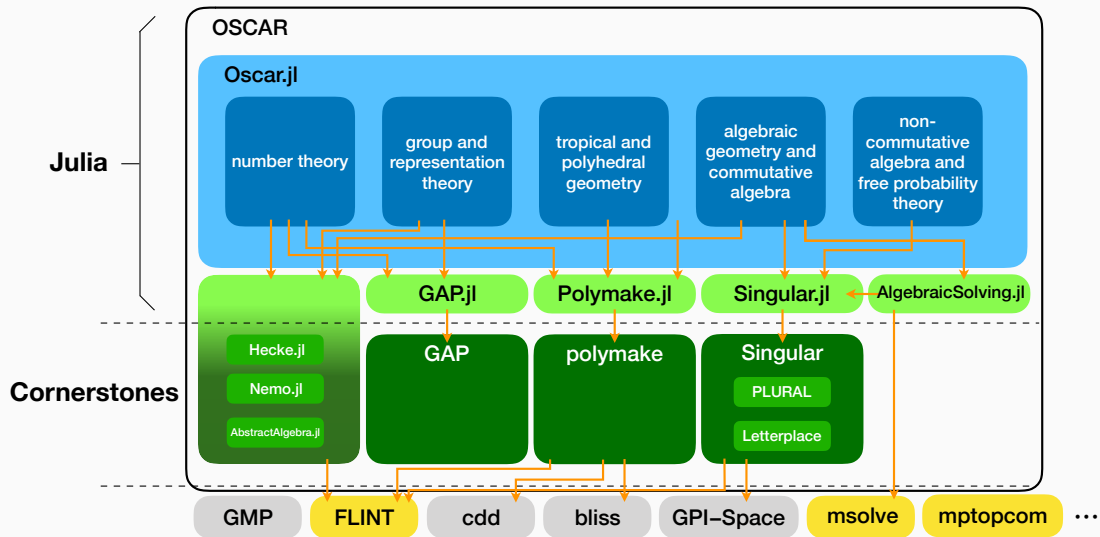 OSCAR
Oscar.jl
number theory
group and
representation
theory
tropical and
polyhedral
geometry
algebraic
geometry and
commutative
algebra
non-
commutative
algebra and
free probability
theory
Julia
GAP.jl
Polymake.jl
Singular.jl
AlgebraicSolving.jl
Cornerstones
Hecke.jl
Nemo.jl
AbstractAlgebra.jl
GAP
polymake
Singular
PLURAL
Letterplace
GMP
FLINT
cdd
bliss
GPI–Space
msolve
mptopcom
...